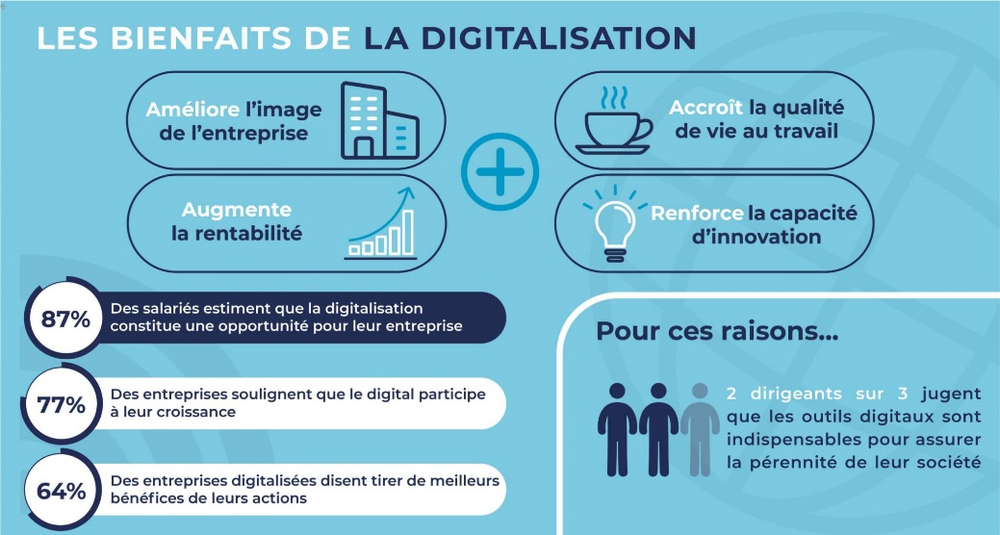 LES BIENFAITS DE LA DIGITALISATION
Améliore l'image
de l'entreprise
Accroît la qualité
de vie au travail
Augmente
la rentabilité
Renforce la capacité
d'innovation
87%
Des salariés estiment que la digitalisation
constitue une opportunité pour leur entreprise
77%
Des entreprises soulignent que le digital participe
à leur croissance
64%
Des entreprises digitalisées disent tirer de meilleurs
bénéfices de leurs actions
Pour ces raisons...
2 dirigeants sur 3 jugent
que les outils digitaux sont
indispensables pour assurer
la pérennité de leur société